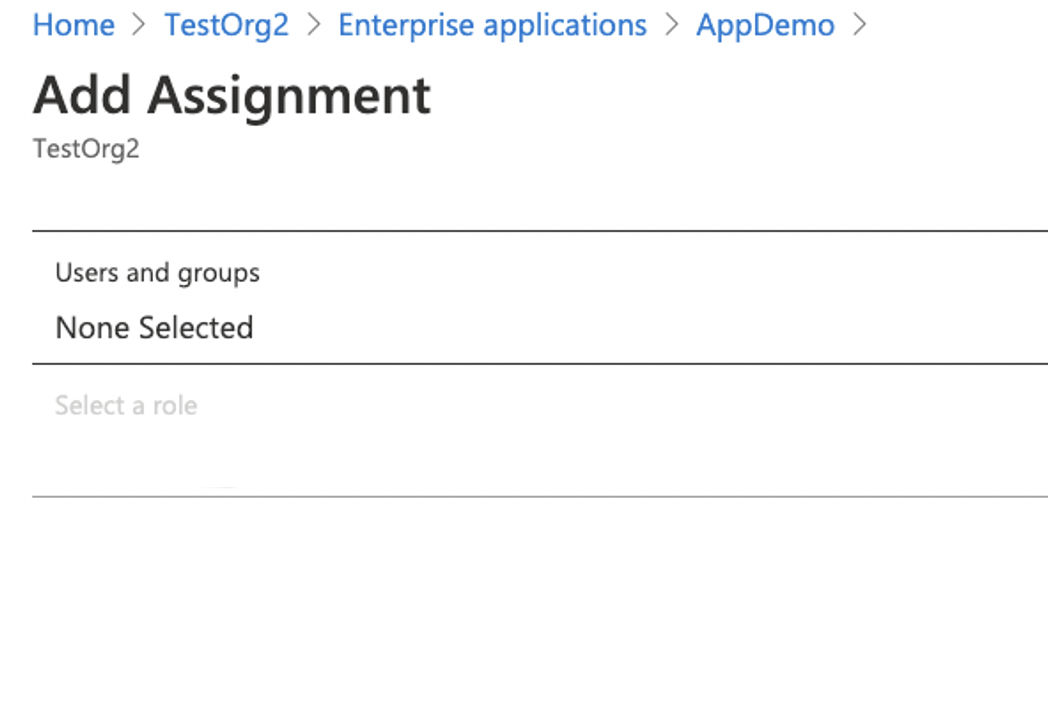 Home > TestOrg2 > Enterprise applications > AppDemo >
Add Assignment
TestOrg2
Users and groups
None Selected
Select a role